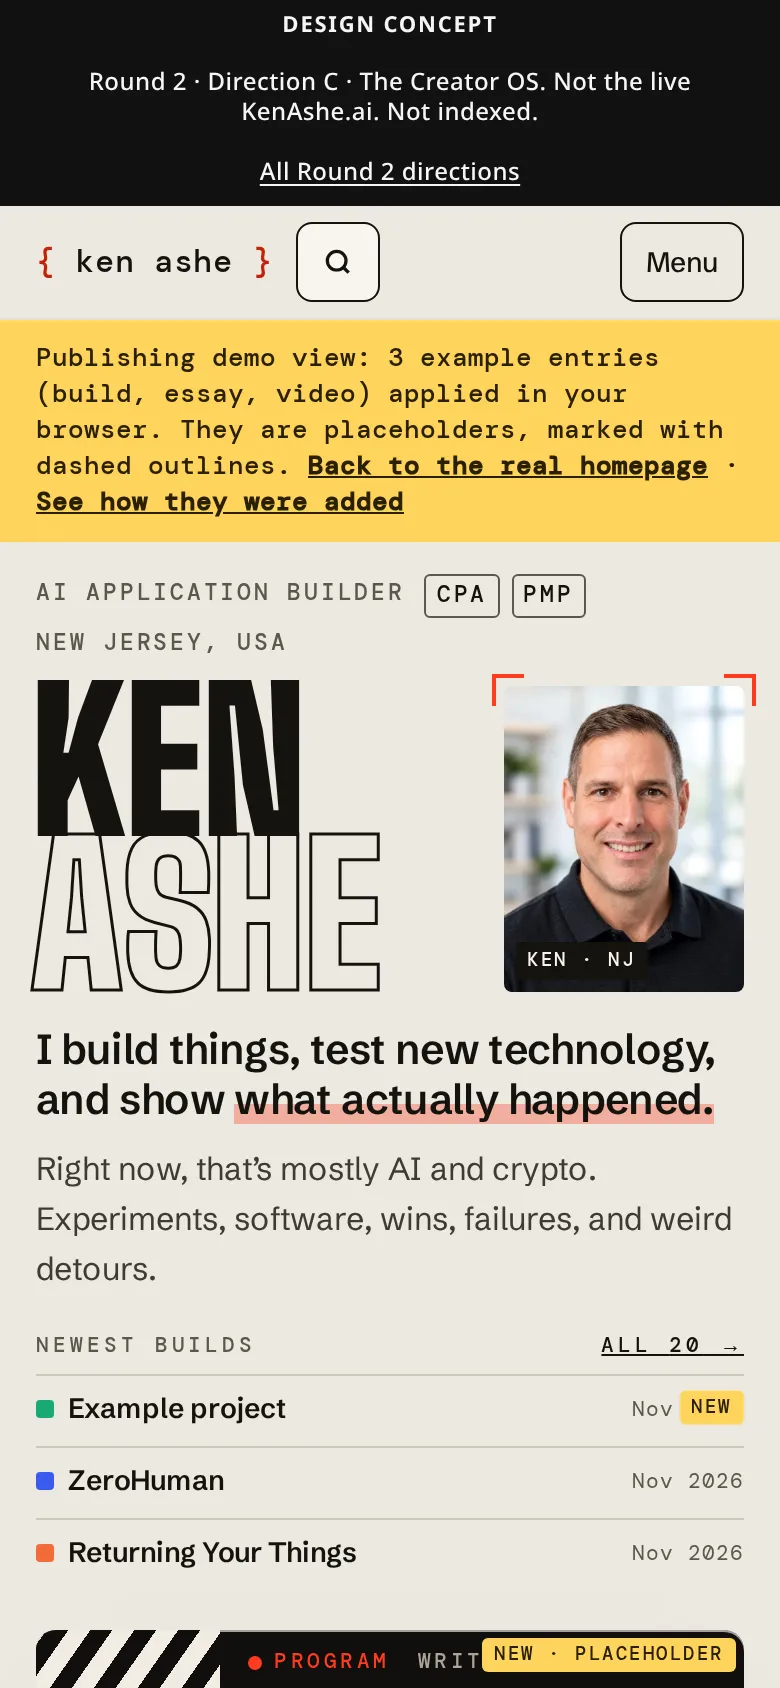 DESIGN CONCEPT
Round 2 · Direction C · The Creator OS. Not the live
KenAshe.ai. Not indexed.
All Round 2 directions
{ ken ashe }
Menu
Publishing demo view: 3 example entries
(build, essay, video) applied in your
browser. They are placeholders, marked with
dashed outlines. Back to the real homepage ·
See how they were added
AI APPLICATION BUILDER CPA PMP
NEW JERSEY, USA
KEN
ASHE
KEN · NJ
I build things, test new technology,
and show what actually happened.
Right now, that’s mostly AI and crypto.
Experiments, software, wins, failures, and weird
detours.
NEWEST BUILDS ALL 20 →
Example project Nov NEW
ZeroHuman Nov 2026
Returning Your Things Nov 2026
PROGRAM WRIT NEW · PLACEHOLDER